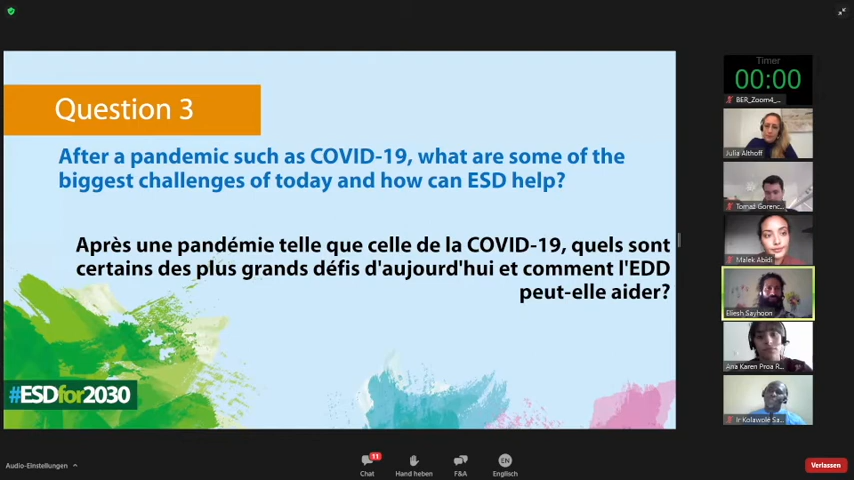 Question 3
After a pandemic such as COVID-19, what are some of the
biggest challenges of today and how can ESD help?
Après une pandémie telle que celle de la COVID-19, quels sont
certains des plus grands défis d'aujourd'hui et comment l'EDD
peut-elle aider?
#ESDfor2030
Timer
00:00
BER_Zoom4_...
Julia Althoff
Tomaž Gorenc...
Malek Abidi
Eliesh Sayhoon
Ana Karen Proa R...
Ir Kolawolé Sa...
Audio-Einstellungen
11
Chat
Hand heben
F&A
EN
Englisch
Verlassen